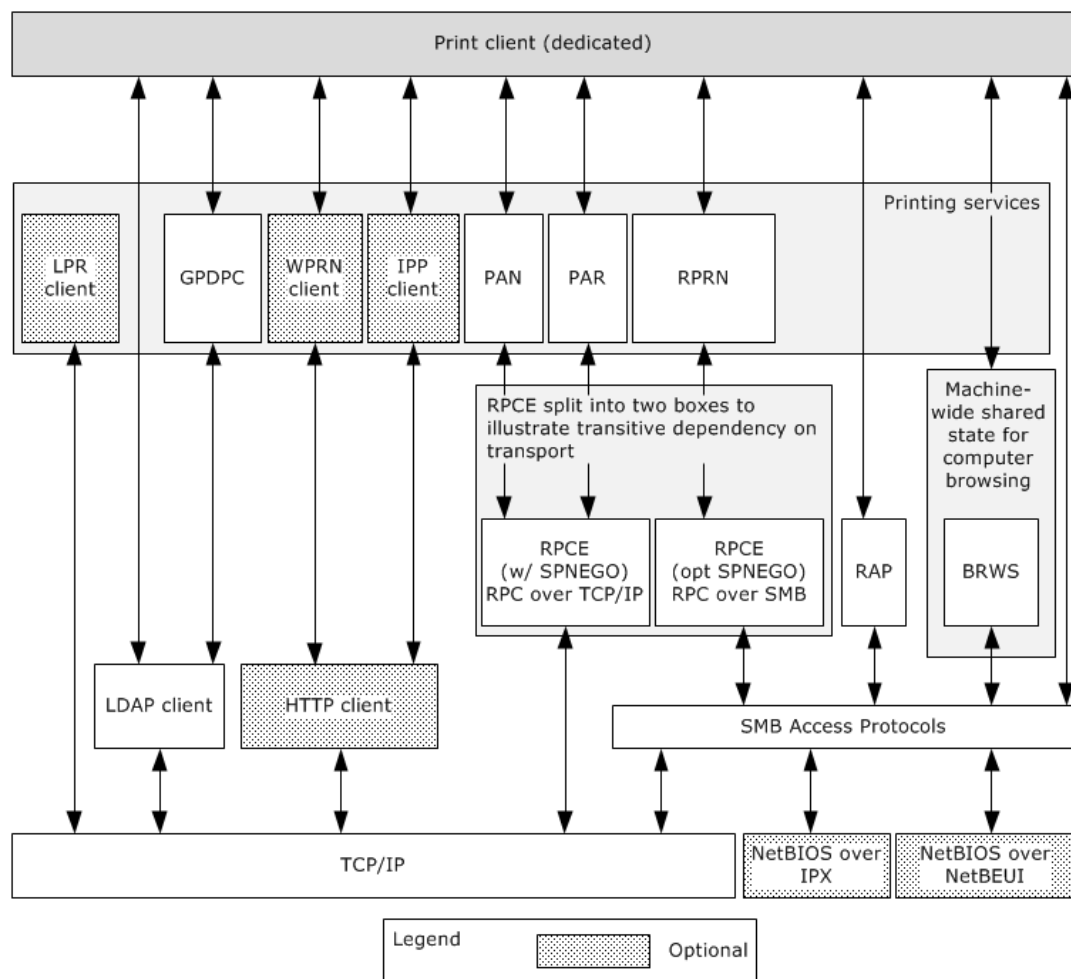 Print client (dedicated)
Printing services
LPR
client
GPDPC
WPRN
client
IPP
client
PAN
PAR
RPRN
RPCE split into two boxes to
illustrate transitive dependency on
transport
Machine-
wide shared
state for
computer
browsing
RPCE
(w/ SPNEGO)
RPC over TCP/IP
RPCE
(opt SPNEGO)
RPC over SMB
RAP
BRWS
LDAP client
HTTP client
SMB Access Protocols
TCP/IP
NetBIOS over
IPX
NetBIOS over
NetBEUI
Legend
Optional